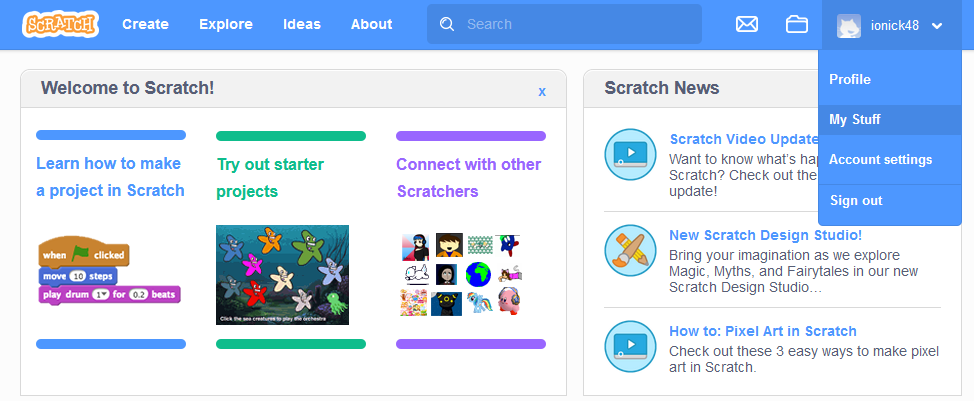 SCRATCH Create Explore Ideas About Search ionick48
Profile
My Stuff
Account settings
Sign out
Welcome to Scratch! x
Learn how to make
a project in Scratch
when clicked
move 10 steps
play drum 1 for 0.2 beats
Try out starter
projects
Click the sea creatures to play the orchestra
Connect with other
Scratchers
Scratch News
Scratch Video Update
Want to know what's hap
Scratch? Check out the
update!
New Scratch Design Studio!
Bring your imagination as we explore
Magic, Myths, and Fairytales in our new
Scratch Design Studio...
How to: Pixel Art in Scratch
Check out these 3 easy ways to make pixel
art in Scratch.